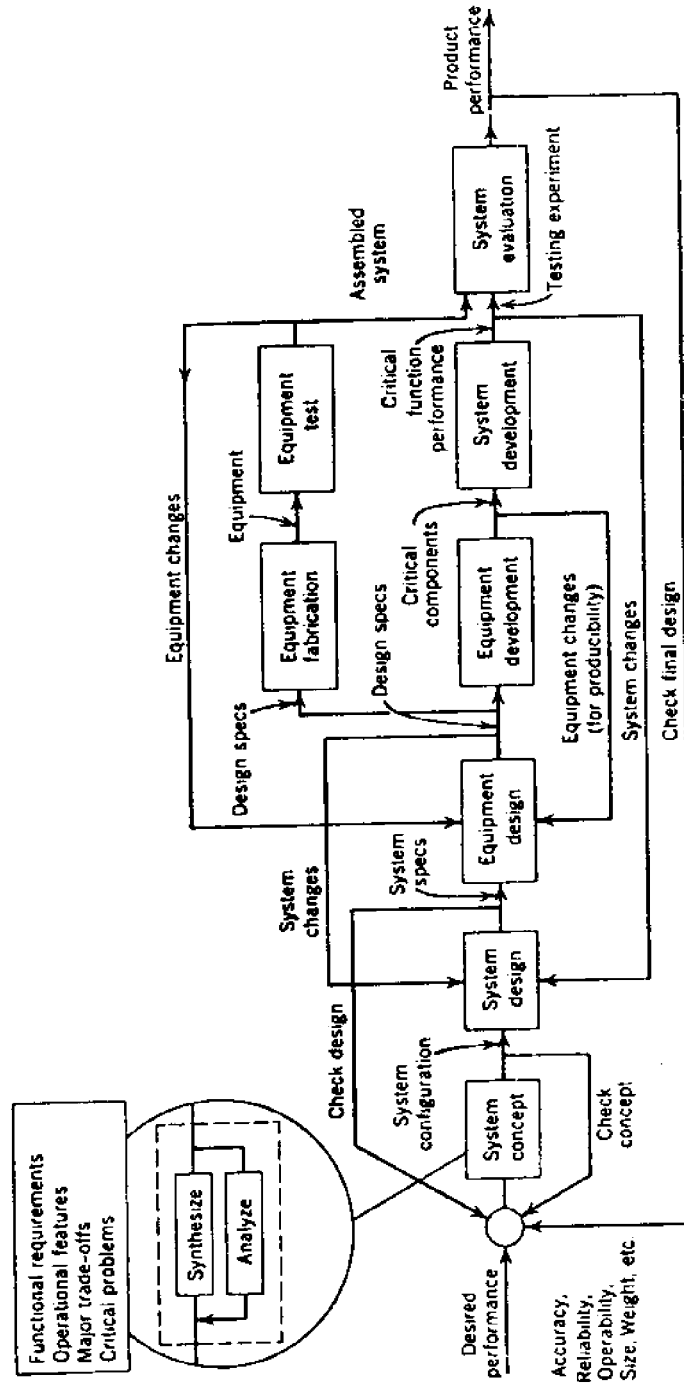 Functional requirements
Operational features
Major trade-offs
Critical problems
Synthesize
Analyze
Desired
performance
Accuracy,
Reliability,
Operability,
Size, Weight, etc.
System
concept
Check
concept
System
configuration
Check design
System
design
System
specs
System
changes
Equipment
design
Design specs
Design specs
Equipment changes
Equipment
fabrication
Equipment
Equipment
test
Assembled
system
Equipment
development
Critical
components
System
development
Critical
function
performance
System
evaluation
Testing experiment
Product
performance
Equipment changes
(for producibility)
System changes
Check final design